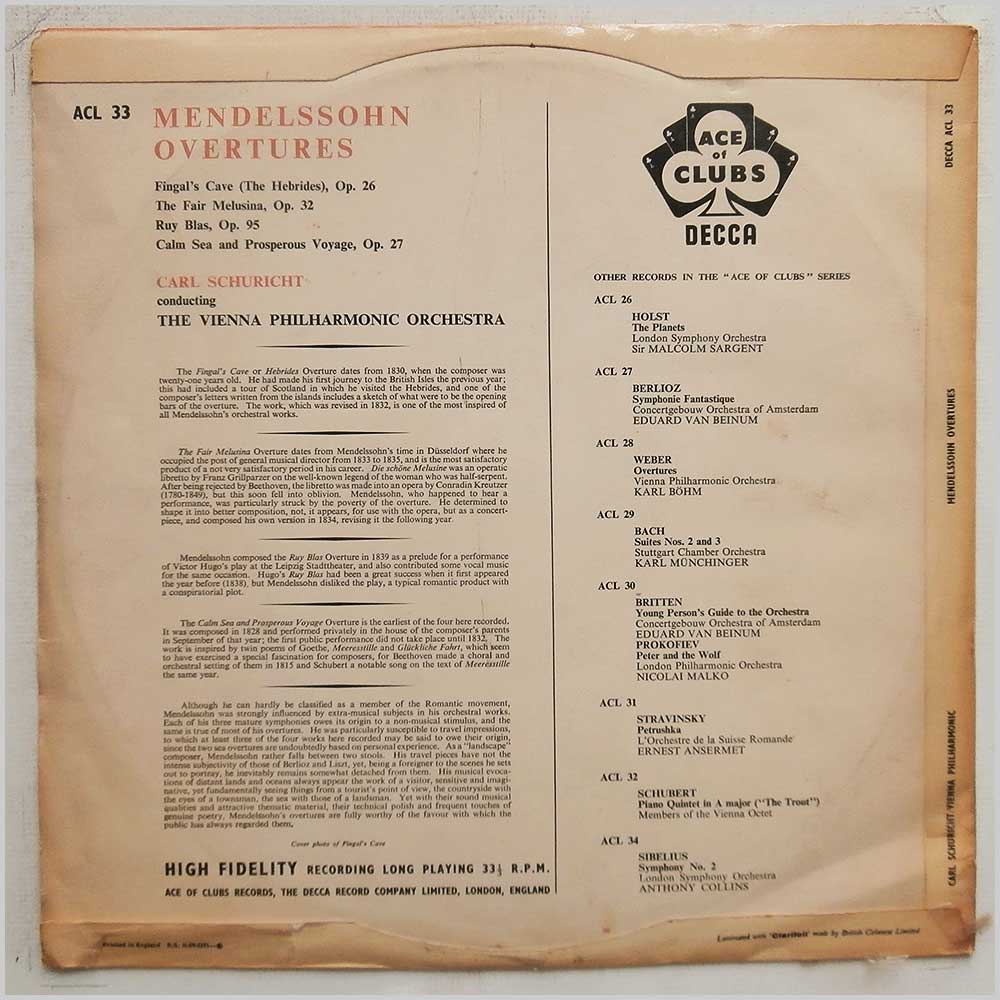 ACL 33
MENDELSSOHN
OVERTURES
Fingal's Cave (The Hebrides), Op. 26
The Fair Melusina, Op. 32
Ruy Blas, Op. 95
Calm Sea and Prosperous Voyage, Op. 27
CARL SCHURICHT
conducting
THE VIENNA PHILHARMONIC ORCHESTRA
The Fingal's Cave or Hebrides Overture dates from 1830, when the composer was
twenty-one years old. He had made his first journey to the British Isles the previous year;
this had included a tour of Scotland in which he visited the Hebrides, and one of the
composer's letters written from the islands includes a sketch of what were to be the opening
bars of the overture. The work, which was revised in 1832, is one of the most inspired of
all Mendelssohn's orchestral works.
The Fair Melusina Overture dates from Mendelssohn's time in Düsseldorf where he
occupied the post of general musical director from 1833 to 1835, and is the most satisfactory
product of a not very satisfactory period in his career. Die schöne Melusine was an operatic
libretto by Franz Grillparzer on the well-known legend of the woman who was half-serpent.
After being rejected by Beethoven, the libretto was made into an opera by Conradin Kreutzer
(1780-1849), but this soon fell into oblivion. Mendelssohn, who happened to hear a
performance, was particularly struck by the poverty of the overture. He determined to
shape it into better composition, not, it appears, for use with the opera, but as a concert-
piece, and composed his own version in 1834, revising it the following year.
Mendelssohn composed the Ruy Blas Overture in 1839 as a prelude for a performance
of Victor Hugo's play at the Leipzig Stadttheater, and also contributed some vocal music
for the same occasion. Hugo's Ruy Blas had been a great success when it first appeared
the year before (1838), but Mendelssohn disliked the play, a typical romantic product with
a conspiratorial plot.
The Calm Sea and Prosperous Voyage Overture is the earliest of the four here recorded.
It was composed in 1828 and performed privately in the house of the composer's parents
in September of that year; the first public performance did not take place until 1832. The
work is inspired by twin poems of Goethe, Meeresstille and Glückliche Fahrt, which seem
to have exercised a special fascination for composers, for Beethoven made a choral and
orchestral setting of them in 1815 and Schubert a notable song on the text of Meeresstille
the same year.
Although he can hardly be classified as a member of the Romantic movement,
Mendelssohn was strongly influenced by extra-musical subjects in his orchestral works.
Each of his three mature symphonies owes its origin to a non-musical stimulus, and the
same is true of most of his overtures. He was particularly susceptible to travel impressions,
to which at least three of the four works here recorded may be said to owe their origin,
since the two sea overtures are undoubtedly based on personal experience. As a "landscape"
composer, Mendelssohn rather falls between two stools. His travel pieces have not the
intense subjectivity of those of Berlioz and Liszt, yet, being a foreigner to the scenes he sets
out to portray, he inevitably remains somewhat detached from them. His musical evoca-
tions of distant lands and oceans always appear the work of a visitor, sensitive and imagi-
native, yet fundamentally seeing things from a tourist's point of view, the countryside with
the eyes of a townsman, the sea with those of a landsman. Yet with their sound musical
qualities and attractive thematic material, their technical polish and frequent touches of
genuine poetry, Mendelssohn's overtures are fully worthy of the favour with which the
public has always regarded them.
Cover photo of Fingal's Cave
HIGH FIDELITY RECORDING LONG PLAYING 33⅓ R.P.M.
ACE OF CLUBS RECORDS, THE DECCA RECORD COMPANY LIMITED, LONDON, ENGLAND
Printed in England
ACE
of
CLUBS
DECCA
OTHER RECORDS IN THE "ACE OF CLUBS" SERIES
ACL 26
HOLST
The Planets
London Symphony Orchestra
Sir MALCOLM SARGENT
ACL 27
BERLIOZ
Symphonie Fantastique
Concertgebouw Orchestra of Amsterdam
EDUARD VAN BEINUM
ACL 28
WEBER
Overtures
Vienna Philharmonic Orchestra
KARL BÖHM
ACL 29
BACH
Suites Nos. 2 and 3
Stuttgart Chamber Orchestra
KARL MÜNCHINGER
ACL 30
BRITTEN
Young Person's Guide to the Orchestra
Concertgebouw Orchestra of Amsterdam
EDUARD VAN BEINUM
PROKOFIEV
Peter and the Wolf
London Philharmonic Orchestra
NICOLAI MALKO
ACL 31
STRAVINSKY
Petrushka
L'Orchestre de la Suisse Romande
ERNEST ANSERMET
ACL 32
SCHUBERT
Piano Quintet in A major ("The Trout")
Members of the Vienna Octet
ACL 34
SIBELIUS
Symphony No. 2
London Symphony Orchestra
ANTHONY COLLINS
Laminated with 'Clarifoil' made by British Celanese Limited
DECCA ACL 33
MENDELSSOHN OVERTURES
CARL SCHURICHT VIENNA PHILHARMONIC